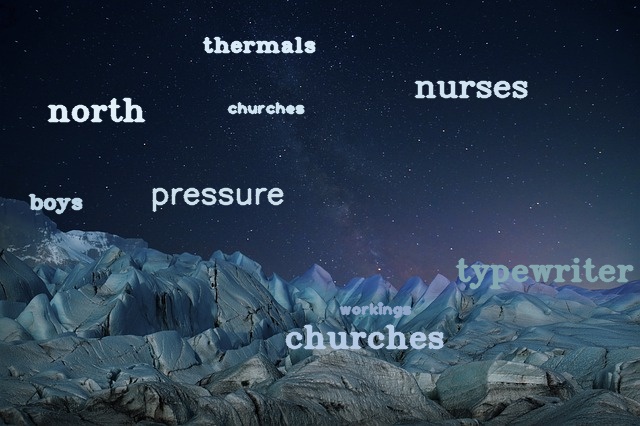 thermals
nurses
north
churches
pressure
boys
typewriter
workings
churches